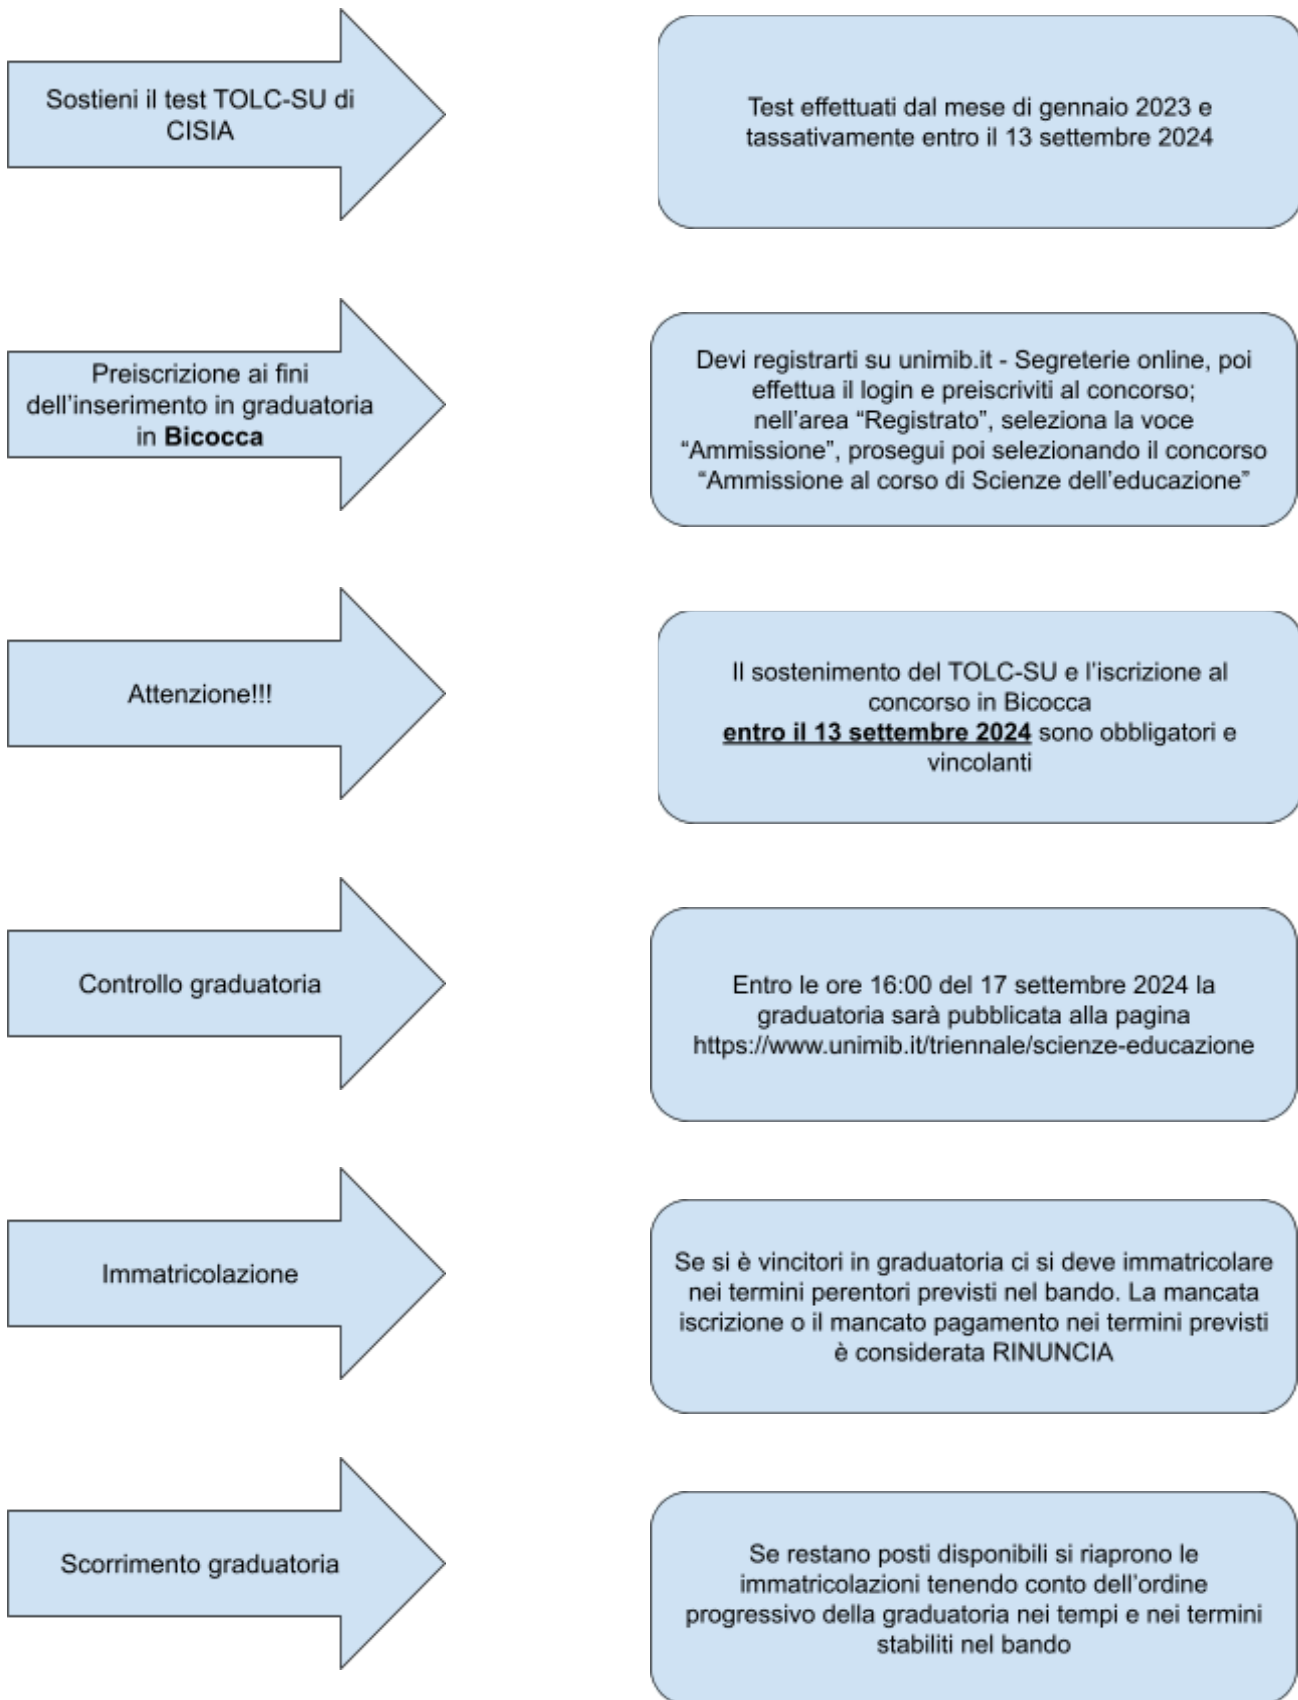 Sostieni il test TOLC-SU di
CISIA
Test effettuati dal mese di gennaio 2023 e
tassativamente entro il 13 settembre 2024
Preiscrizione ai fini
dell’inserimento in graduatoria
in Bicocca
Devi registrarti su unimib.it - Segreterie online, poi
effettua il login e preiscriviti al concorso;
nell’area “Registrato”, seleziona la voce
“Ammissione”, prosegui poi selezionando il concorso
“Ammissione al corso di Scienze dell’educazione”
Attenzione!!!
Il sostenimento del TOLC-SU e l’iscrizione al
concorso in Bicocca
entro il 13 settembre 2024 sono obbligatori e
vincolanti
Controllo graduatoria
Entro le ore 16:00 del 17 settembre 2024 la
graduatoria sarà pubblicata alla pagina
https://www.unimib.it/triennale/scienze-educazione
Immatricolazione
Se si è vincitori in graduatoria ci si deve immatricolare
nei termini perentori previsti nel bando. La mancata
iscrizione o il mancato pagamento nei termini previsti
è considerata RINUNCIA
Scorrimento graduatoria
Se restano posti disponibili si riaprono le
immatricolazioni tenendo conto dell’ordine
progressivo della graduatoria nei tempi e nei termini
stabiliti nel bando